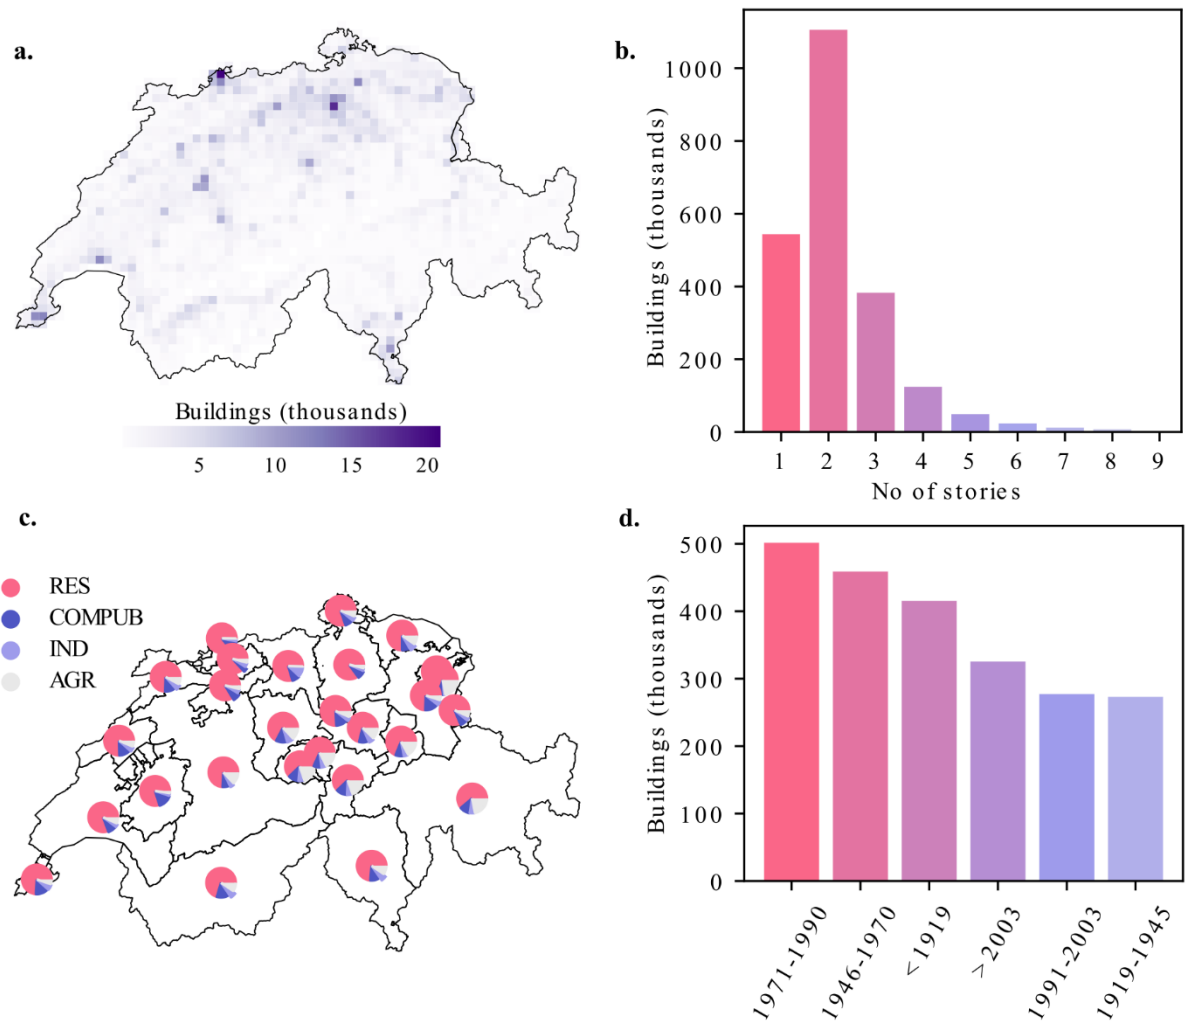 a.
Buildings (thousands)
5 10 15 20
b.
Buildings (thousands)
1000
800
600
400
200
0
1 2 3 4 5 6 7 8 9
No of stories
c.
RES
COMPUB
IND
AGR
d.
Buildings (thousands)
500
400
300
200
100
0
1971-1990
1946-1970
<1919
>2003
1991-2003
1919-1945